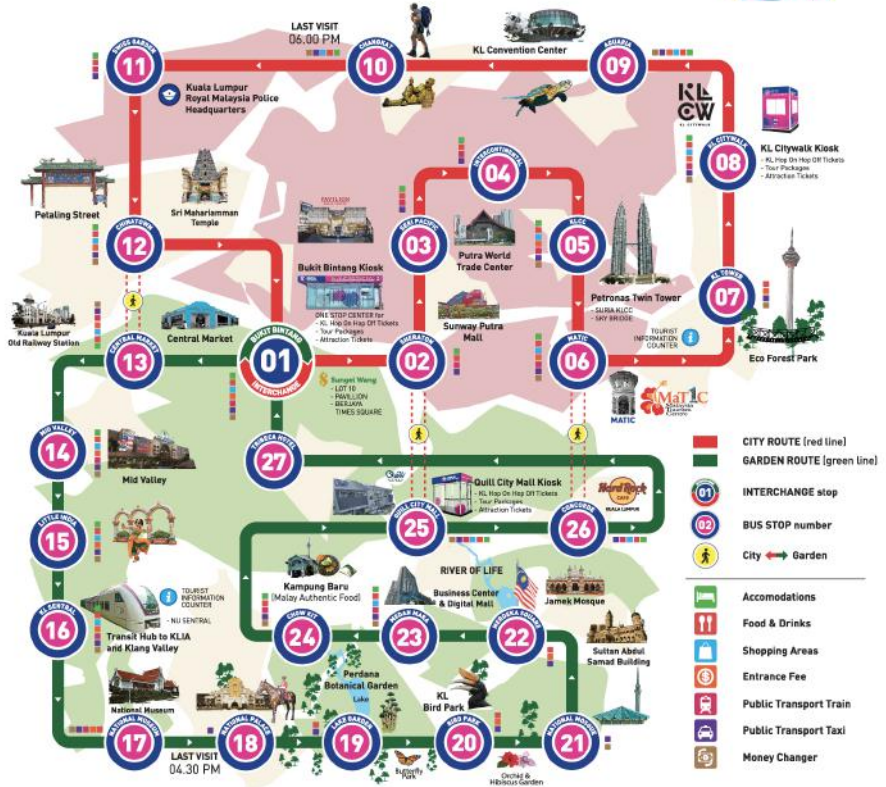 LAST VISIT
06.00 PM
SWISS GARDEN
11
CHANGKAT
10
KL Convention Center
AQUARIA
09
Kuala Lumpur
Royal Malaysia Police
Headquarters
KL
CW
KL CITYWALK
KL CITYWALK
08
KL Citywalk Kiosk
- KL Hop On Hop Off Tickets
- Tour Packages
- Attraction Tickets
INTERCONTINENTAL
04
Petaling Street
Sri Mahariamman
Temple
CHINATOWN
12
PAVILION
SERI PACIFIC
03
Putra World
Trade Center
KLCC
05
Petronas Twin Tower
- SURIA KLCC
- SKY BRIDGE
KL TOWER
07
Eco Forest Park
Bukit Bintang Kiosk
ONE STOP CENTER for
- KL Hop On Hop Off Tickets
- Tour Packages
- Attraction Tickets
Sunway Putra
Mall
TOURIST
INFORMATION
COUNTER
Kuala Lumpur
Old Railway Station
Central Market
CENTRAL MARKET
13
BUKIT BINTANG
01
INTERCHANGE
SHERATON
02
MATIC
06
Sungei Wang
- LOT 10
- PAVILION
- BERJAYA
TIMES SQUARE
MATIC
MaTiC
Malaysia
Tourism
Centre
MID VALLEY
14
Mid Valley
TRIBECA HOTEL
27
Quill City Mall Kiosk
- KL Hop On Hop Off Tickets
- Tour Packages
- Attraction Tickets
Hard Rock
CAFE
KUALA LUMPUR
QUILL CITY MALL
25
CONCORDE
26
CITY ROUTE (red line)
GARDEN ROUTE (green line)
01
INTERCHANGE stop
02
BUS STOP number
City Garden
LITTLE INDIA
15
Kampung Baru
(Malay Authentic Food)
RIVER OF LIFE
Business Center
& Digital Mall
Jamek Mosque
KL SENTRAL
16
TOURIST
INFORMATION
COUNTER
- NU SENTRAL
Transit Hub to KLIA
and Klang Valley
CHOW KIT
24
MEDAN MARA
23
MERDEKA SQUARE
22
Sultan Abdul
Samad Building
Perdana
Botanical Garden
Lake
KL
Bird Park
National Museum
NATIONAL MUSEUM
17
LAST VISIT
04.30 PM
NATIONAL PALACE
18
LAKE GARDEN
19
Butterfly
Park
BIRD PARK
20
Orchid &
Hibiscus Garden
NATIONAL MOSQUE
21
Accomodations
Food & Drinks
Shopping Areas
Entrance Fee
Public Transport Train
Public Transport Taxi
Money Changer